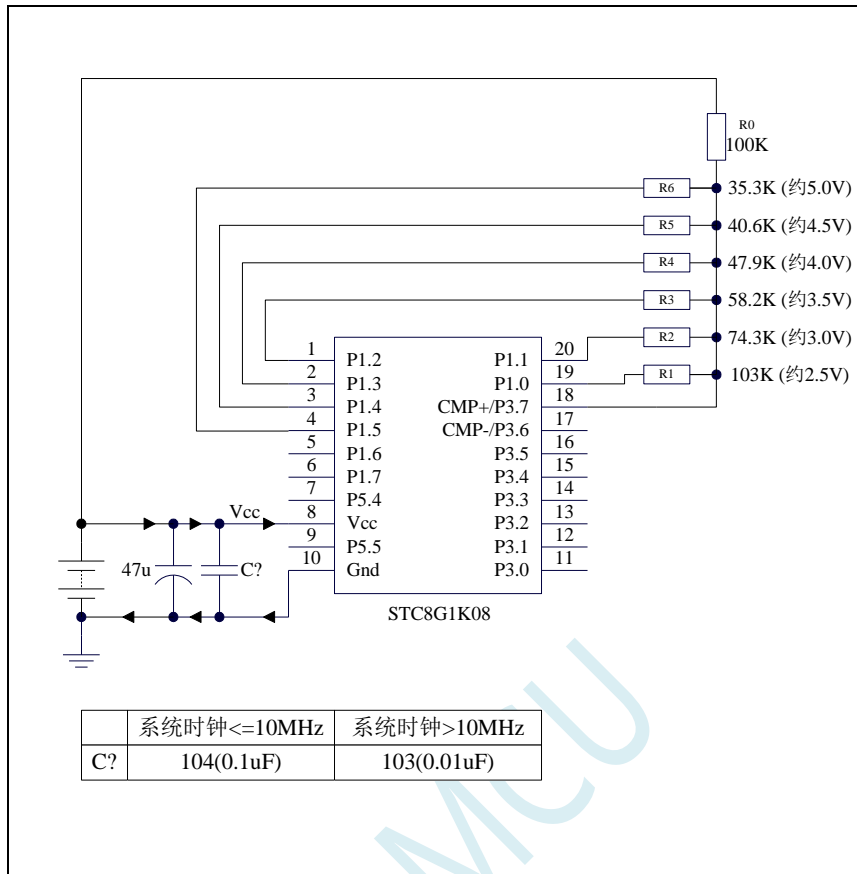 R0
100K
R6 35.3K (约5.0V)
R5 40.6K (约4.5V)
R4 47.9K (约4.0V)
R3 58.2K (约3.5V)
R2 74.3K (约3.0V)
R1 103K (约2.5V)
1 P1.2 P1.1 20
2 P1.3 P1.0 19
3 P1.4 CMP+/P3.7 18
4 P1.5 CMP-/P3.6 17
5 P1.6 P3.5 16
6 P1.7 P3.4 15
7 P5.4 P3.3 14
Vcc 8 Vcc P3.2 13
9 P5.5 P3.1 12
10 Gnd P3.0 11
47u C?
STC8G1K08
系统时钟<=10MHz 系统时钟>10MHz
C? 104(0.1uF) 103(0.01uF)
MCU